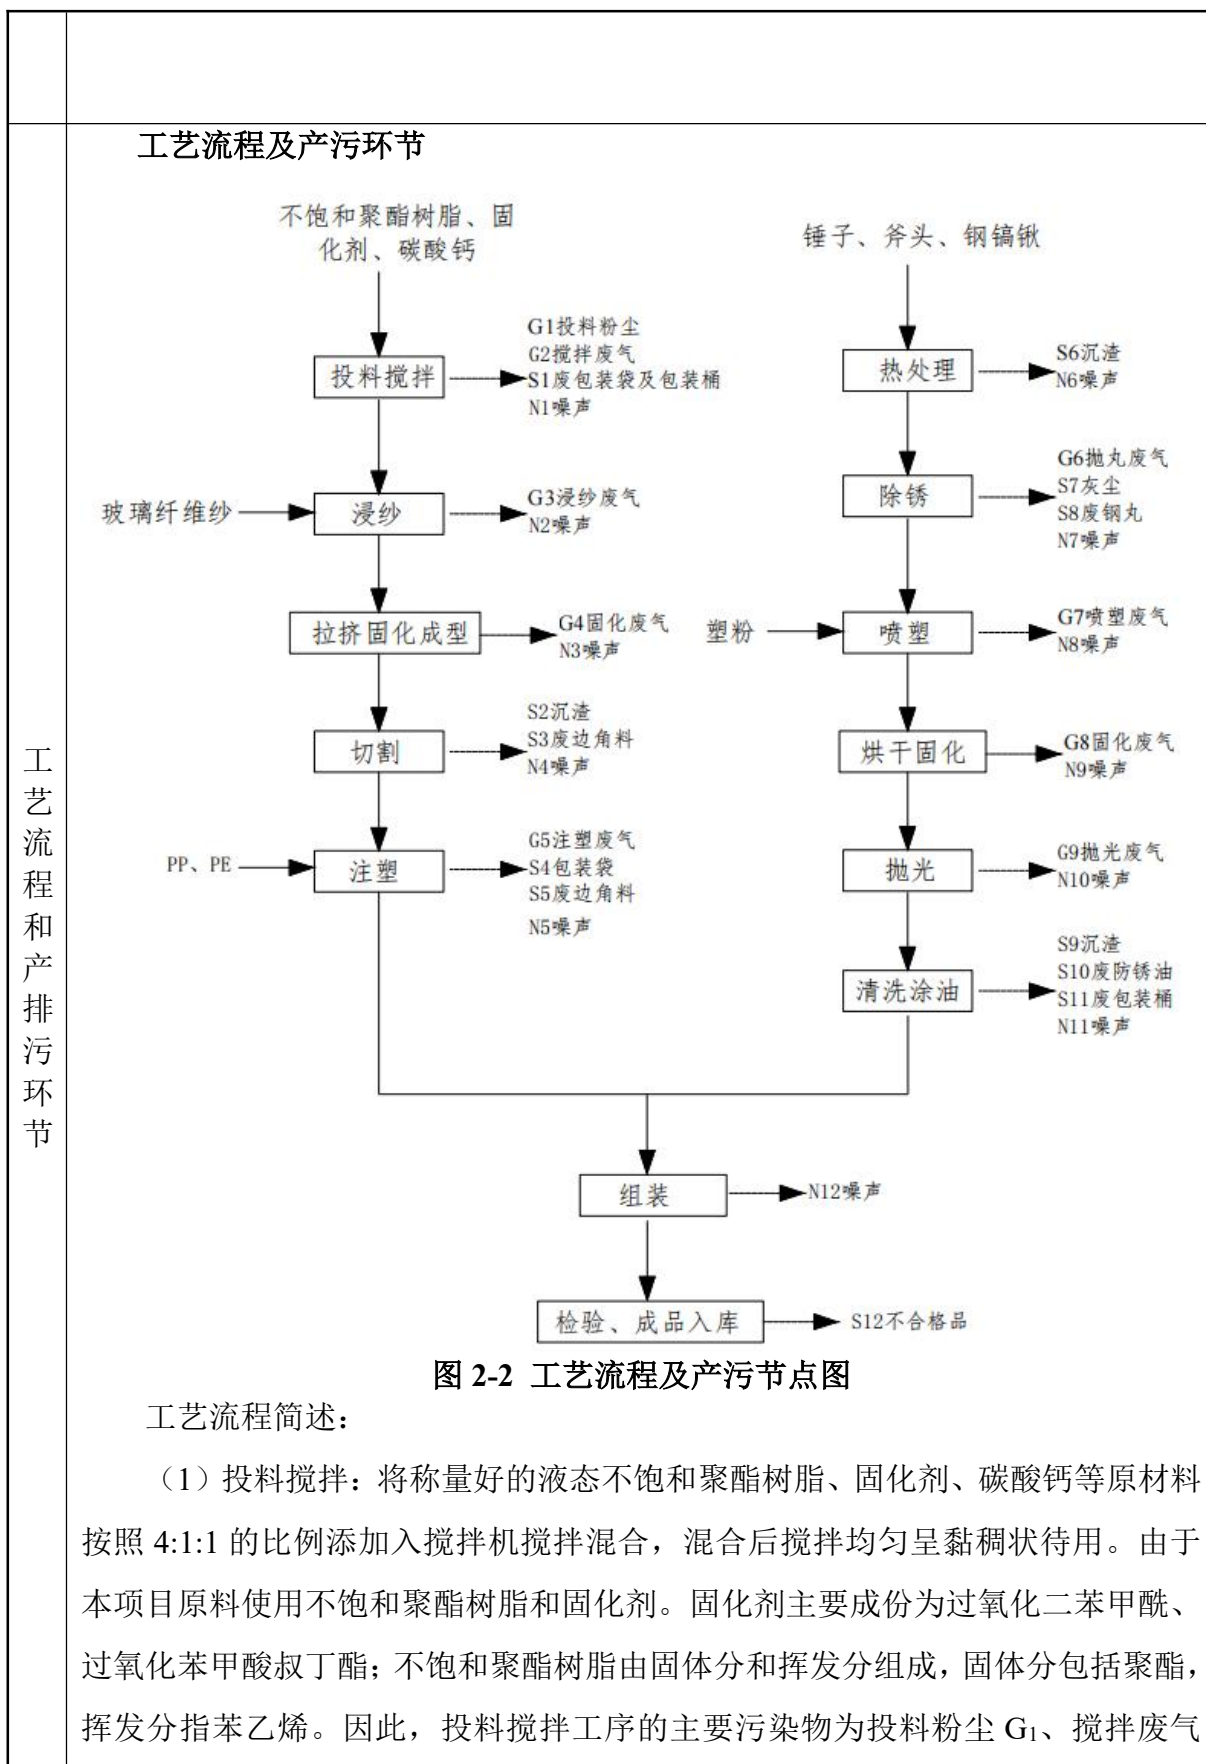 工艺流程和产排污环节
工艺流程及产污环节
不饱和聚酯树脂、固
化剂、碳酸钙
投料搅拌
G1投料粉尘
G2搅拌废气
S1废包装袋及包装桶
N1噪声
玻璃纤维纱
浸纱
G3浸纱废气
N2噪声
拉挤固化成型
G4固化废气
N3噪声
切割
S2沉渣
S3废边角料
N4噪声
PP、PE
注塑
G5注塑废气
S4包装袋
S5废边角料
N5噪声
锤子、斧头、钢镐锹
热处理
S6沉渣
N6噪声
除锈
G6抛丸废气
S7灰尘
S8废钢丸
N7噪声
塑粉
喷塑
G7喷塑废气
N8噪声
烘干固化
G8固化废气
N9噪声
抛光
G9抛光废气
N10噪声
清洗涂油
S9沉渣
S10废防锈油
S11废包装桶
N11噪声
组装
N12噪声
检验、成品入库
S12不合格品
图 2-2 工艺流程及产污节点图
工艺流程简述：
（1）投料搅拌：将称量好的液态不饱和聚酯树脂、固化剂、碳酸钙等原材料
按照 4:1:1 的比例添加入搅拌机搅拌混合，混合后搅拌均匀呈黏稠状待用。由于
本项目原料使用不饱和聚酯树脂和固化剂。固化剂主要成份为过氧化二苯甲酰、
过氧化苯甲酸叔丁酯；不饱和聚酯树脂由固体分和挥发分组成，固体分包括聚酯，
挥发分指苯乙烯。因此，投料搅拌工序的主要污染物为投料粉尘 G₁、搅拌废气